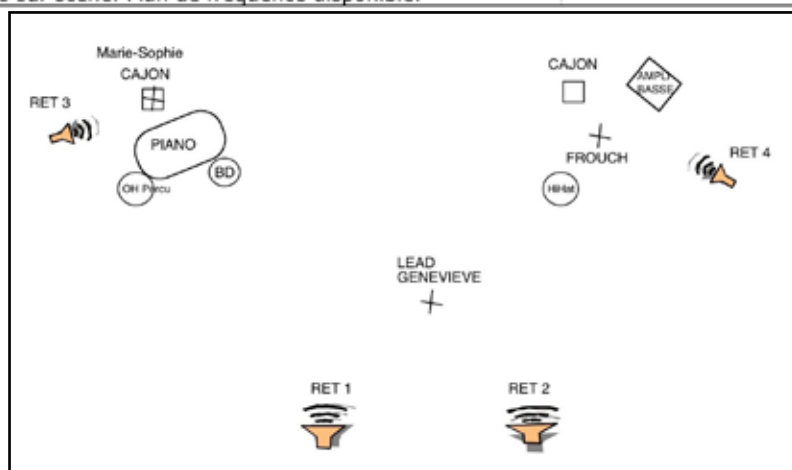 Marie-Sophie
CAJON
RET 3
PIANO
BD
OH Percu
CAJON
AMPLI
BASSE
FROUCH
RET 4
HiHat
LEAD
GENEVIEVE
RET 1
RET 2